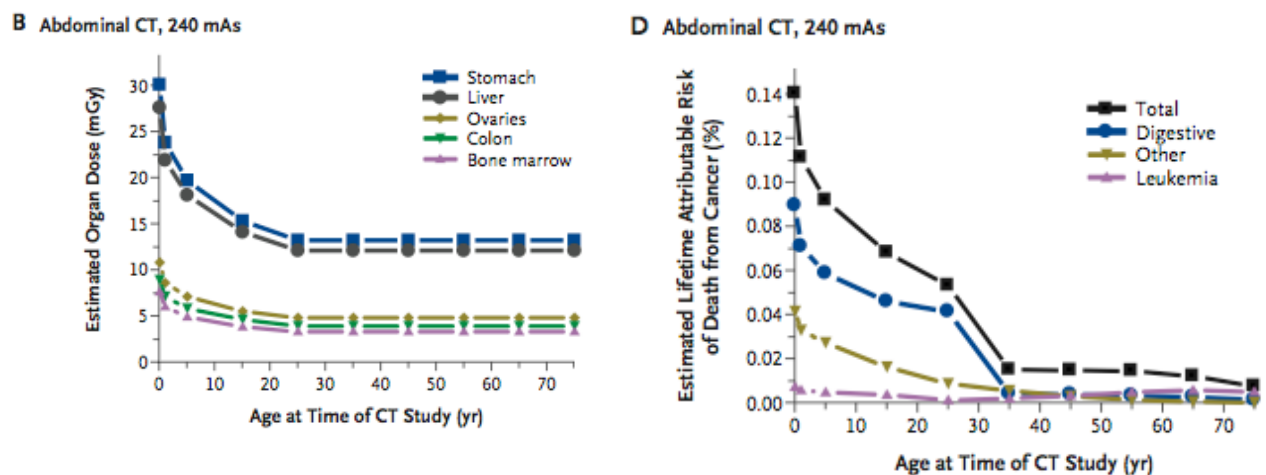 B Abdominal CT, 240 mAs
Estimated Organ Dose (mGy)
30
25
20
15
10
5
0
Stomach
Liver
Ovaries
Colon
Bone marrow
0 10 20 30 40 50 60 70
Age at Time of CT Study (yr)
D Abdominal CT, 240 mAs
Estimated Lifetime Attributable Risk
of Death from Cancer (%)
0.14
0.12
0.10
0.08
0.06
0.04
0.02
0.00
Total
Digestive
Other
Leukemia
0 10 20 30 40 50 60 70
Age at Time of CT Study (yr)